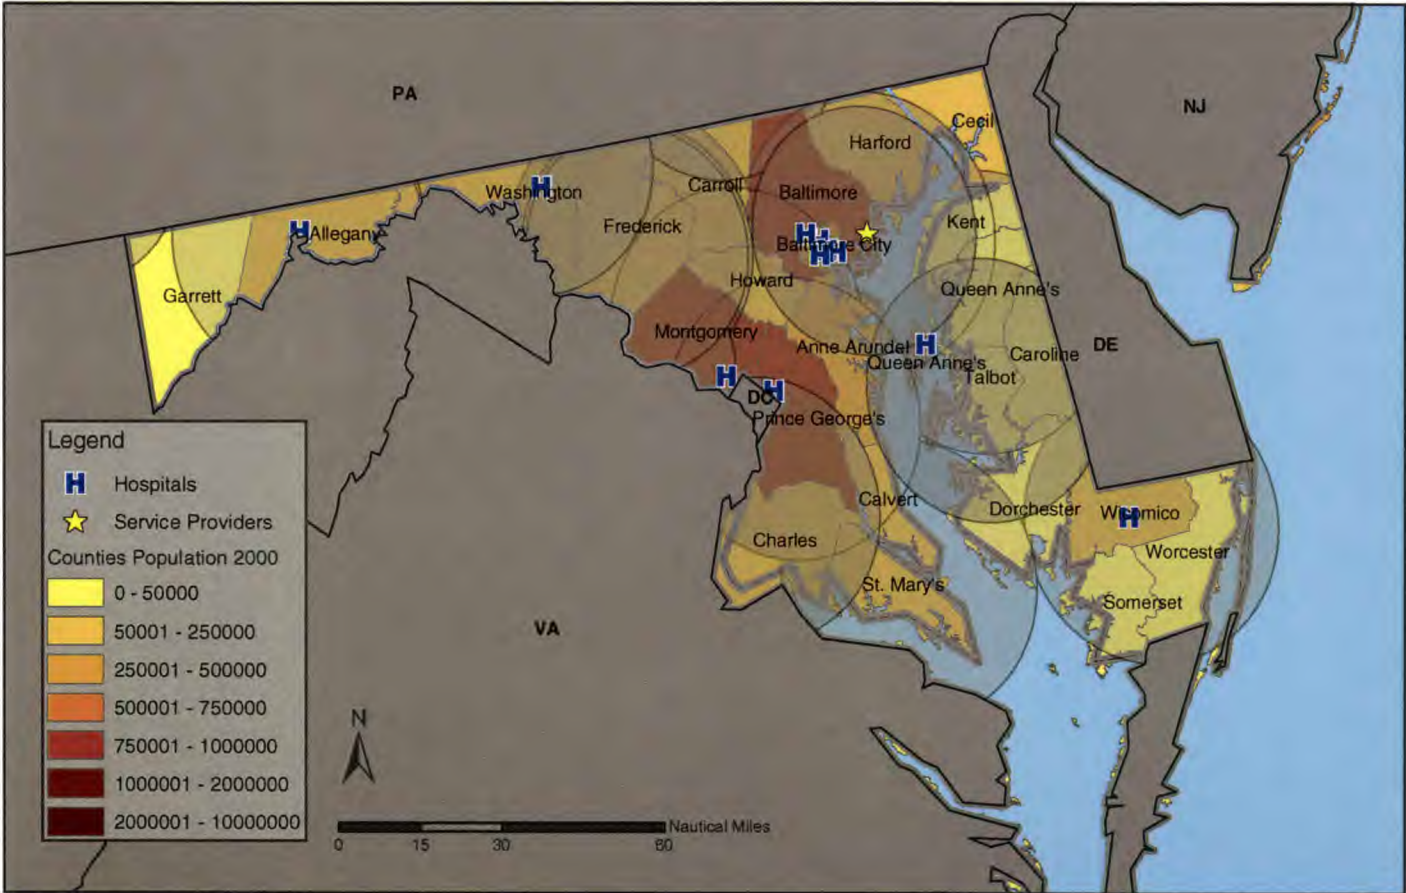 PA
NJ
Cecil
Harford
Washington
Carroll
Baltimore
Kent
Frederick
Allegany
Baltimore City
Howard
Queen Anne's
Garrett
Montgomery
Anne Arundel
DE
Caroline
Queen Anne's
Talbot
DC
Prince George's
Calvert
Dorchester
Wicomico
Charles
Worcester
St. Mary's
Somerset
VA
Legend
H Hospitals
Service Providers
Counties Population 2000
0 - 50000
50001 - 250000
250001 - 500000
500001 - 750000
750001 - 1000000
1000001 - 2000000
2000001 - 10000000
N
Nautical Miles
0 15 30 60